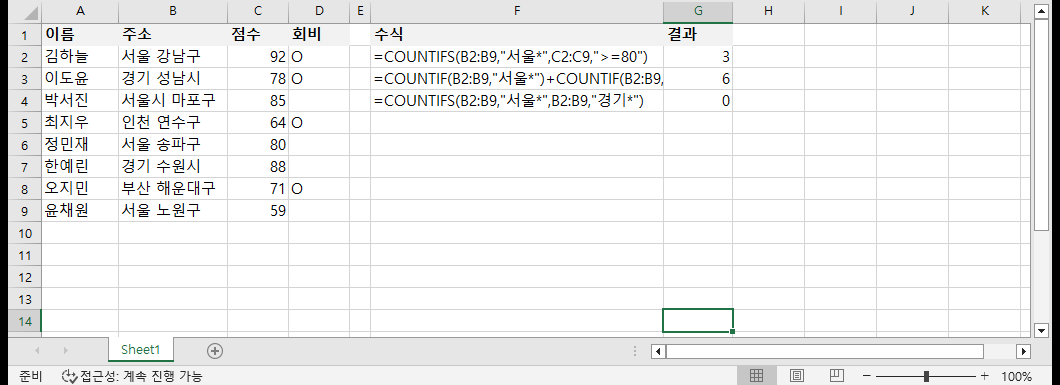 A B C D E F G H I J K
1 이름 주소 점수 회비 수식 결과
2 김하늘 서울 강남구 92 O =COUNTIFS(B2:B9,"서울*",C2:C9,">=80") 3
3 이도윤 경기 성남시 78 O =COUNTIF(B2:B9,"서울*")+COUNTIF(B2:B9, 6
4 박서진 서울시 마포구 85 =COUNTIFS(B2:B9,"서울*",B2:B9,"경기*") 0
5 최지우 인천 연수구 64 O
6 정민재 서울 송파구 80
7 한예린 경기 수원시 88
8 오지민 부산 해운대구 71 O
9 윤채원 서울 노원구 59
10
11
12
13
14
Sheet1
준비 접근성: 계속 진행 가능 100%